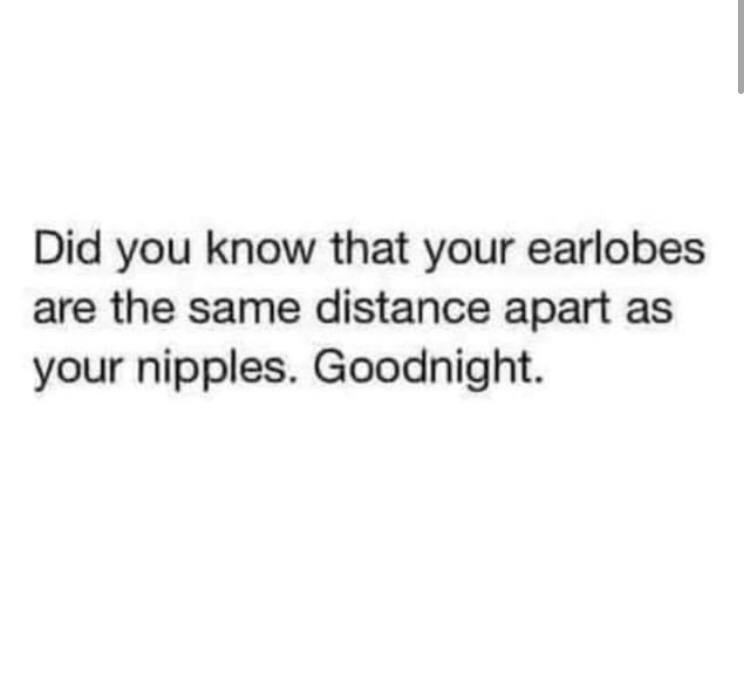 Did you know that your earlobes
are the same distance apart as
your nipples. Goodnight.